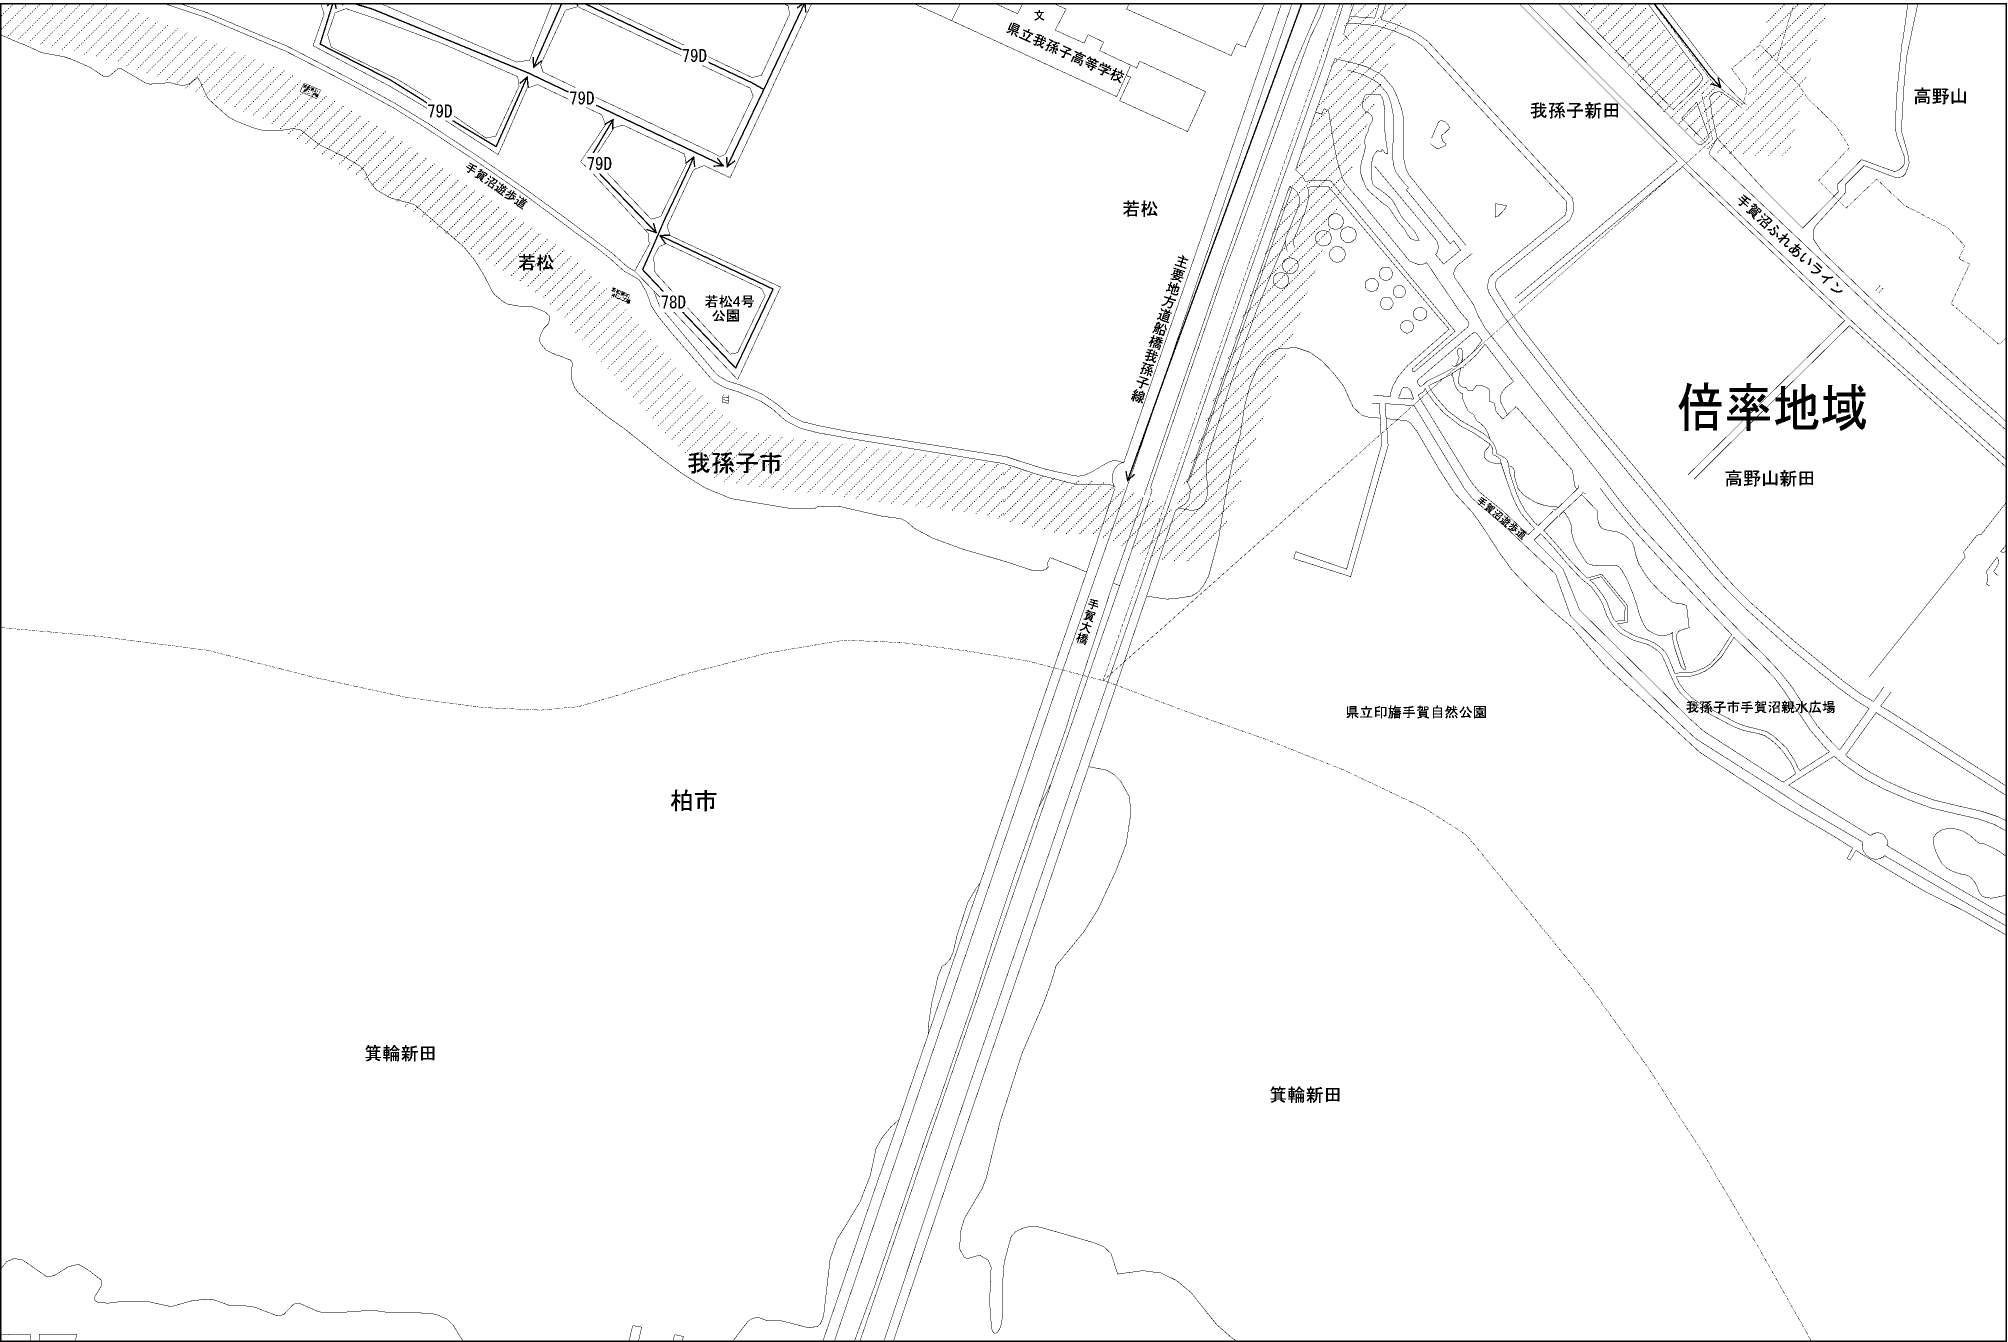 文
県立我孫子高等学校
79D
79D
79D
79D
78D
我孫子新田
高野山
手賀沼遊歩道
若松
若松
若松4号
公園
主要地方道船橋我孫子線
手賀沼ふれあいライン
倍率地域
高野山新田
我孫子市
手賀沼遊歩道
手賀大橋
県立印旛手賀自然公園
我孫子市手賀沼親水広場
柏市
箕輪新田
箕輪新田